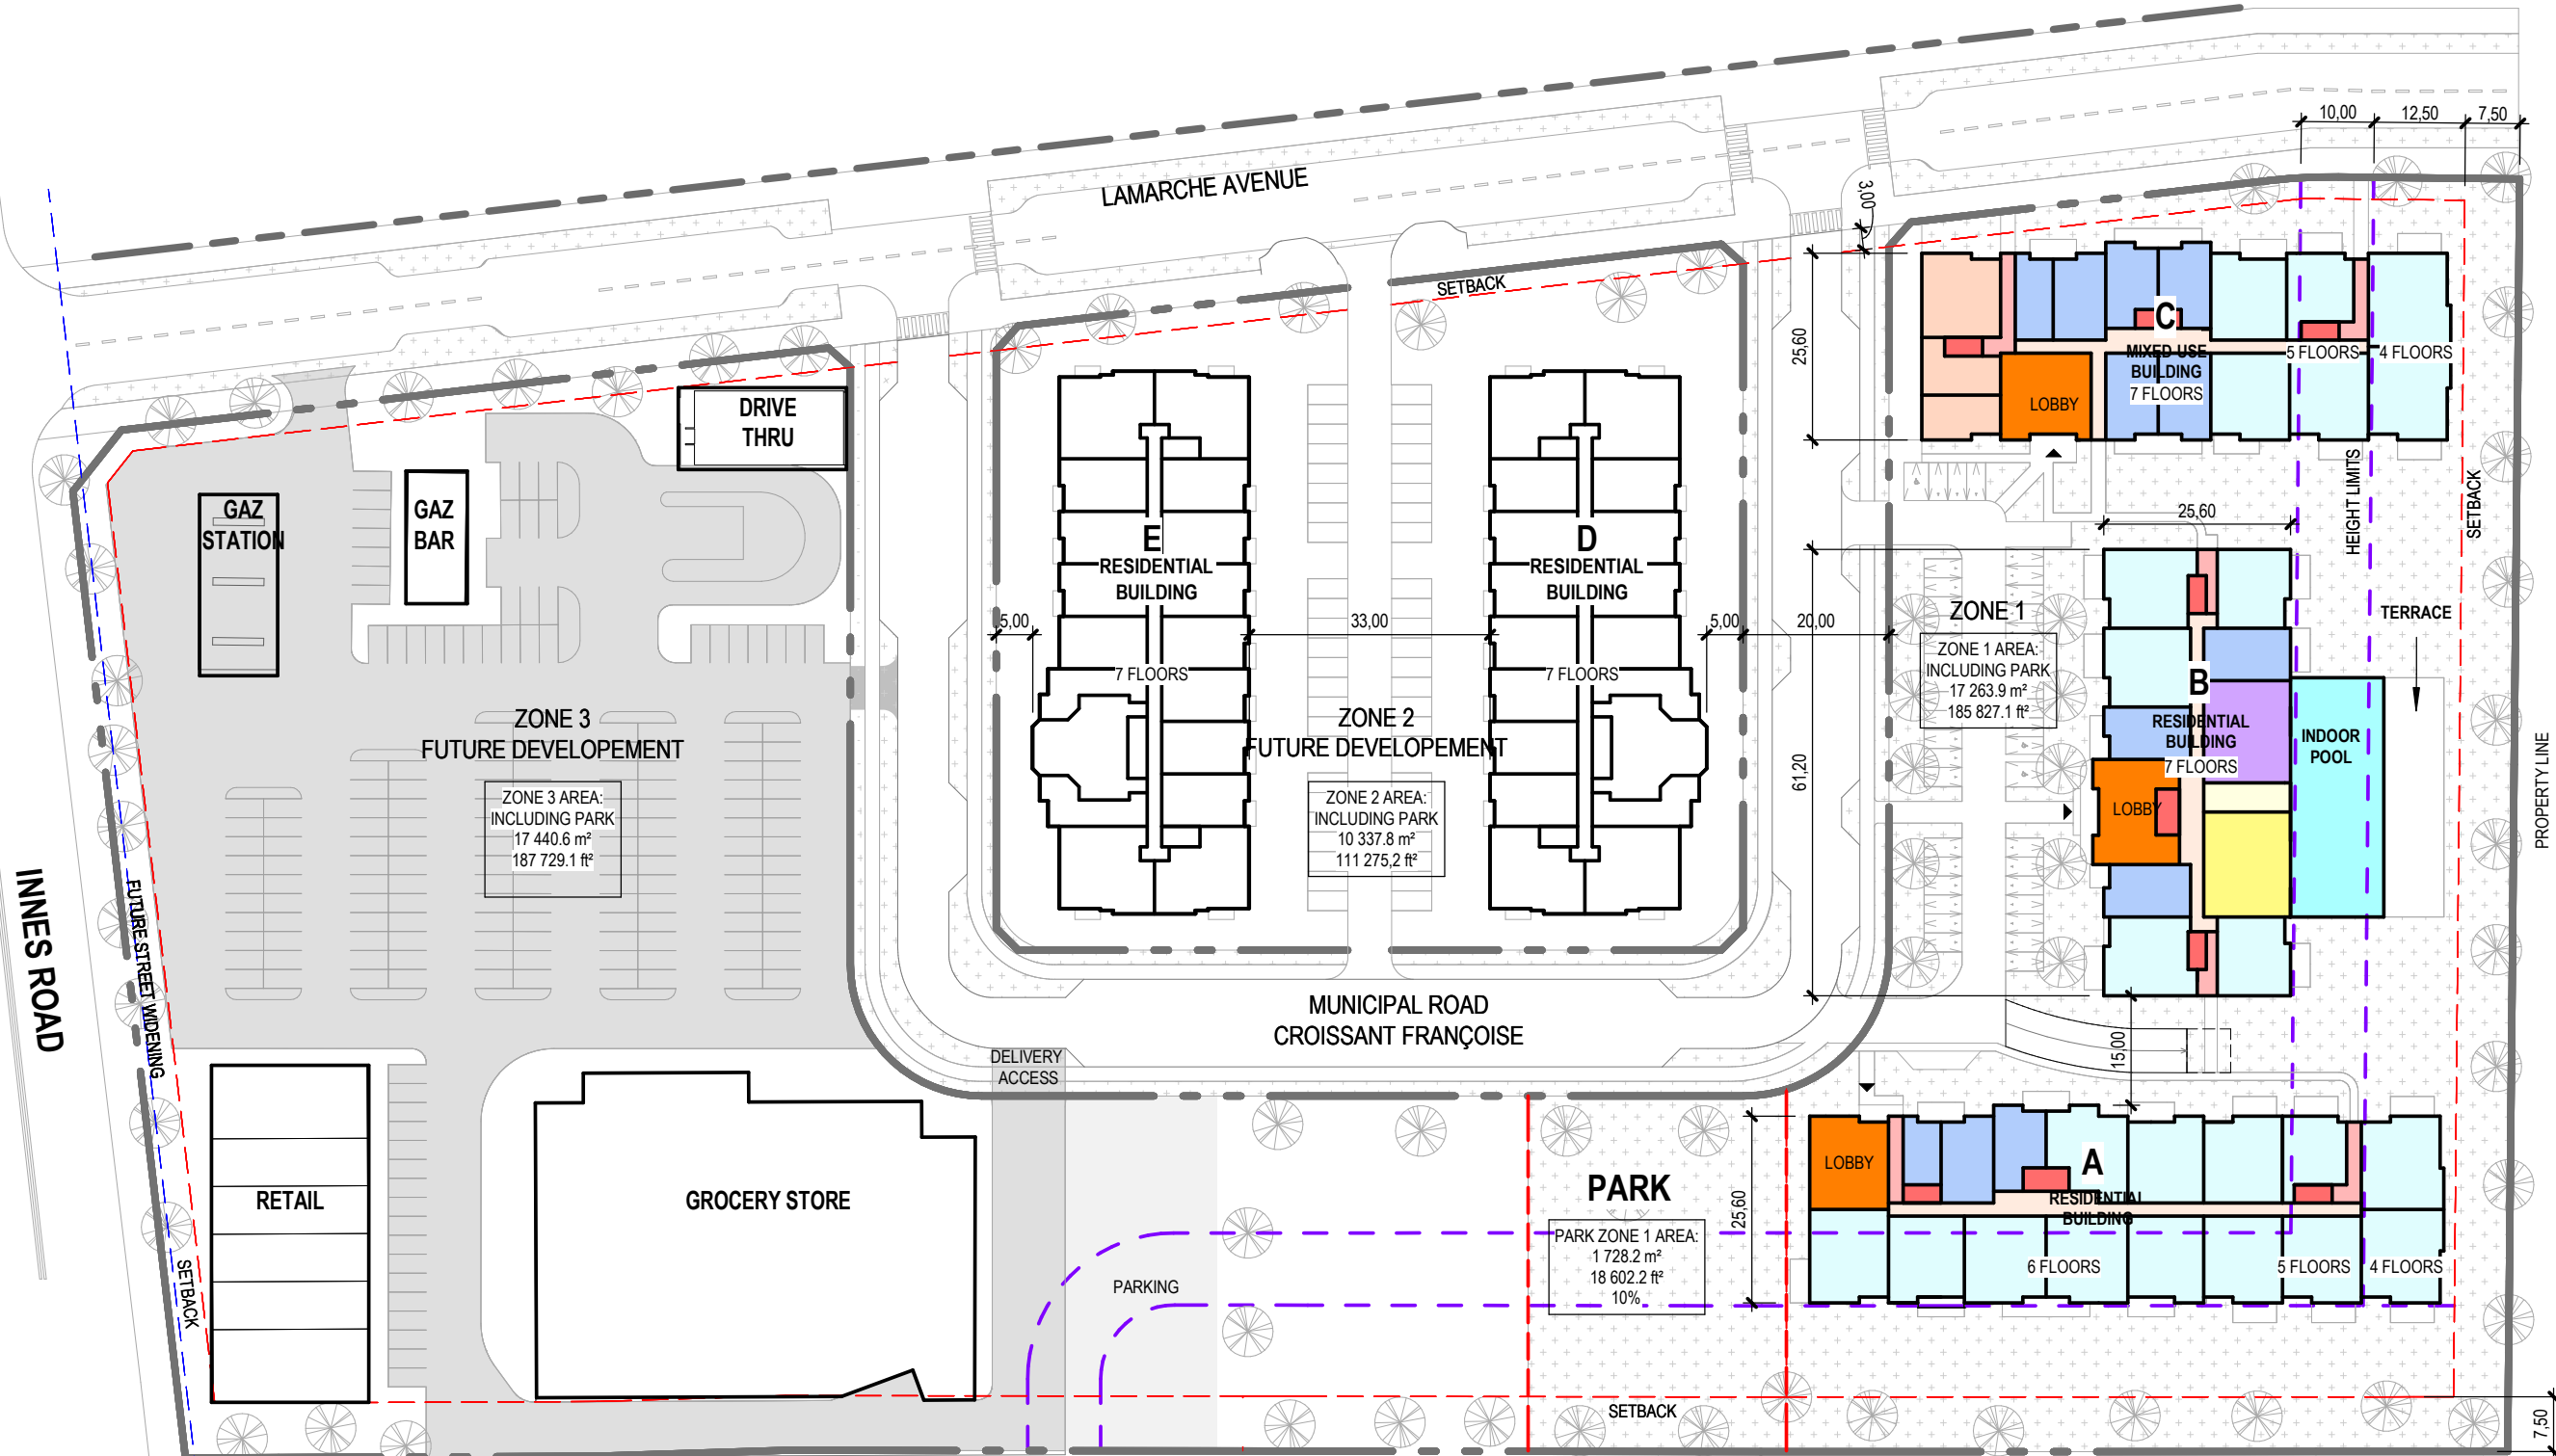 LAMARCHE AVENUE
10,00
12,50
7,50
3,00
SETBACK
25,60
C
MIXED USE
BUILDING
7 FLOORS
5 FLOORS
4 FLOORS
LOBBY
DRIVE
THRU
GAZ
STATION
GAZ
BAR
HEIGHT LIMITS
SETBACK
25,60
E
RESIDENTIAL
BUILDING
D
RESIDENTIAL
BUILDING
5,00
33,00
5,00
20,00
7 FLOORS
7 FLOORS
ZONE 1
ZONE 1 AREA:
INCLUDING PARK
17 263.9 m²
185 827.1 ft²
TERRACE
B
RESIDENTIAL
BUILDING
7 FLOORS
INDOOR
POOL
LOBBY
61,20
PROPERTY LINE
ZONE 3
FUTURE DEVELOPEMENT
ZONE 3 AREA:
INCLUDING PARK
17 440.6 m²
187 729.1 ft²
ZONE 2
FUTURE DEVELOPEMENT
ZONE 2 AREA:
INCLUDING PARK
10 337.8 m²
111 275,2 ft²
INNES ROAD
FUTURE STREET WIDENING
MUNICIPAL ROAD
CROISSANT FRANÇOISE
DELIVERY
ACCESS
15,00
RETAIL
GROCERY STORE
SETBACK
PARKING
PARK
PARK ZONE 1 AREA:
1 728.2 m²
18 602.2 ft²
10%
25,60
LOBBY
A
RESIDENTIAL
BUILDING
6 FLOORS
5 FLOORS
4 FLOORS
SETBACK
7,50